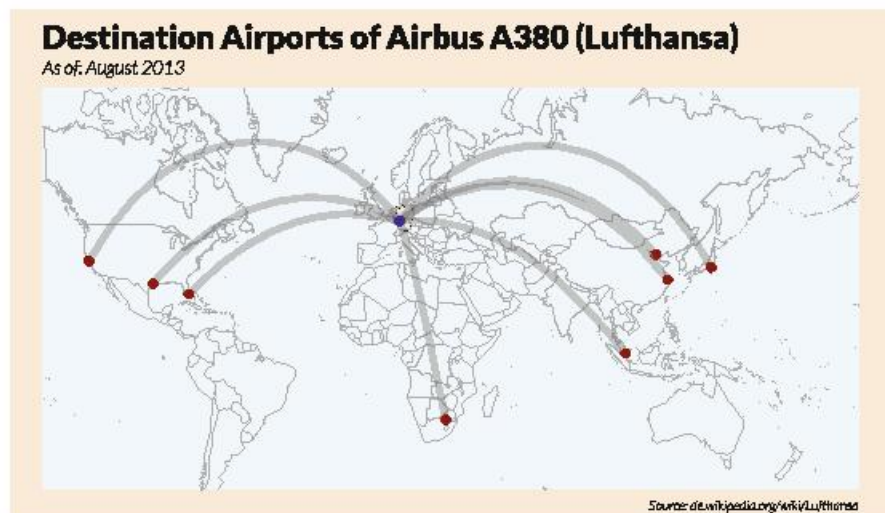 Destination Airports of Airbus A380 (Lufthansa)
As of: August 2013
Source: de.wikipedia.org/wiki/Lufthansa